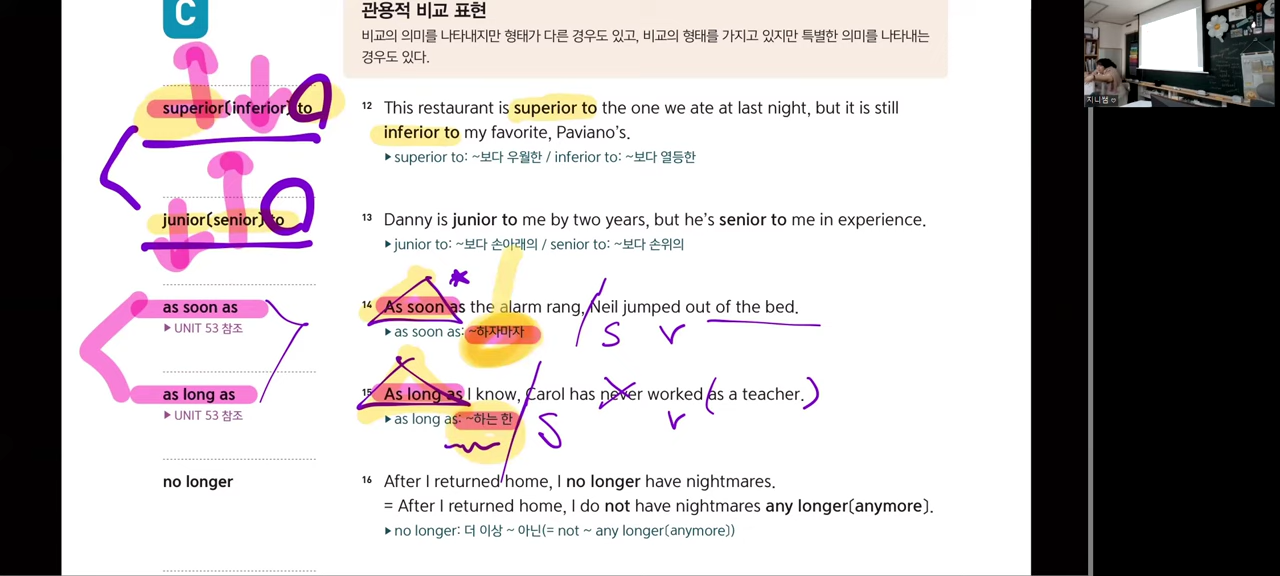 C
관용적 비교 표현
비교의 의미를 나타내지만 형태가 다른 경우도 있고, 비교의 형태를 가지고 있지만 특별한 의미를 나타내는
경우도 있다.
superior(inferior) to
12 This restaurant is superior to the one we ate at last night, but it is still
inferior to my favorite, Paviano's.
▶ superior to: ~보다 우월한 / inferior to: ~보다 열등한
junior(senior) to
13 Danny is junior to me by two years, but he's senior to me in experience.
▶ junior to: ~보다 손아래의 / senior to: ~보다 손위의
as soon as
▶ UNIT 53 참조
14 As soon as the alarm rang, Neil jumped out of the bed.
▶ as soon as: ~하자마자
S v
as long as
▶ UNIT 53 참조
15 As long as I know, Carol has never worked (as a teacher.)
▶ as long as: ~하는 한
S v
no longer
16 After I returned home, I no longer have nightmares.
= After I returned home, I do not have nightmares any longer(anymore).
▶ no longer: 더 이상 ~ 아닌(= not ~ any longer(anymore))
지니쌤